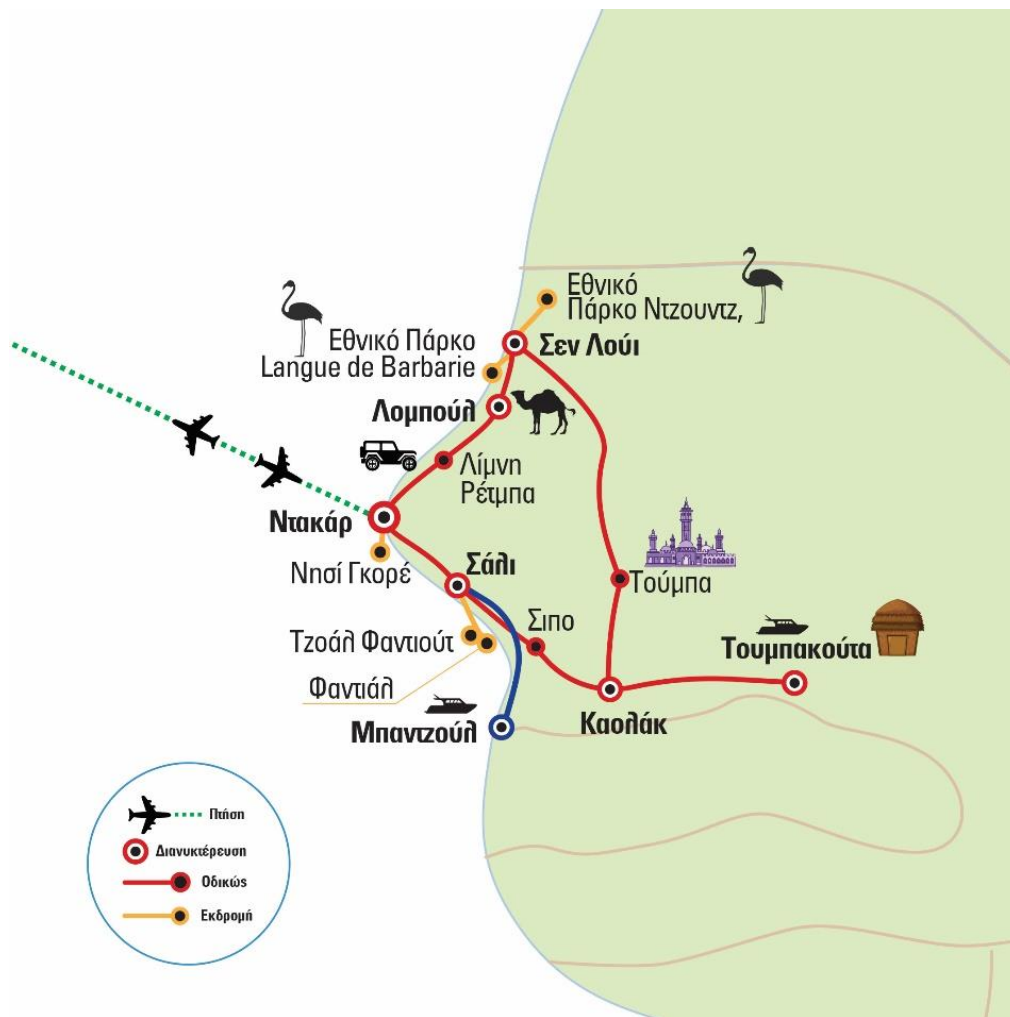 Εθνικό
Πάρκο Ντζουντζ,
Εθνικό Πάρκο
Langue de Barbarie
Σεν Λούι
Λομπούλ
Λίμνη
Ρέτμπα
Ντακάρ
Νησί Γκορέ
Σάλι
Τούμπα
Τζοάλ Φαντιούτ
Σιπο
Τουμπακούτα
Φαντιάλ
Μπαντζούλ
Καολάκ
Πτήση
Διανυκτέρευση
Οδικώς
Εκδρομή